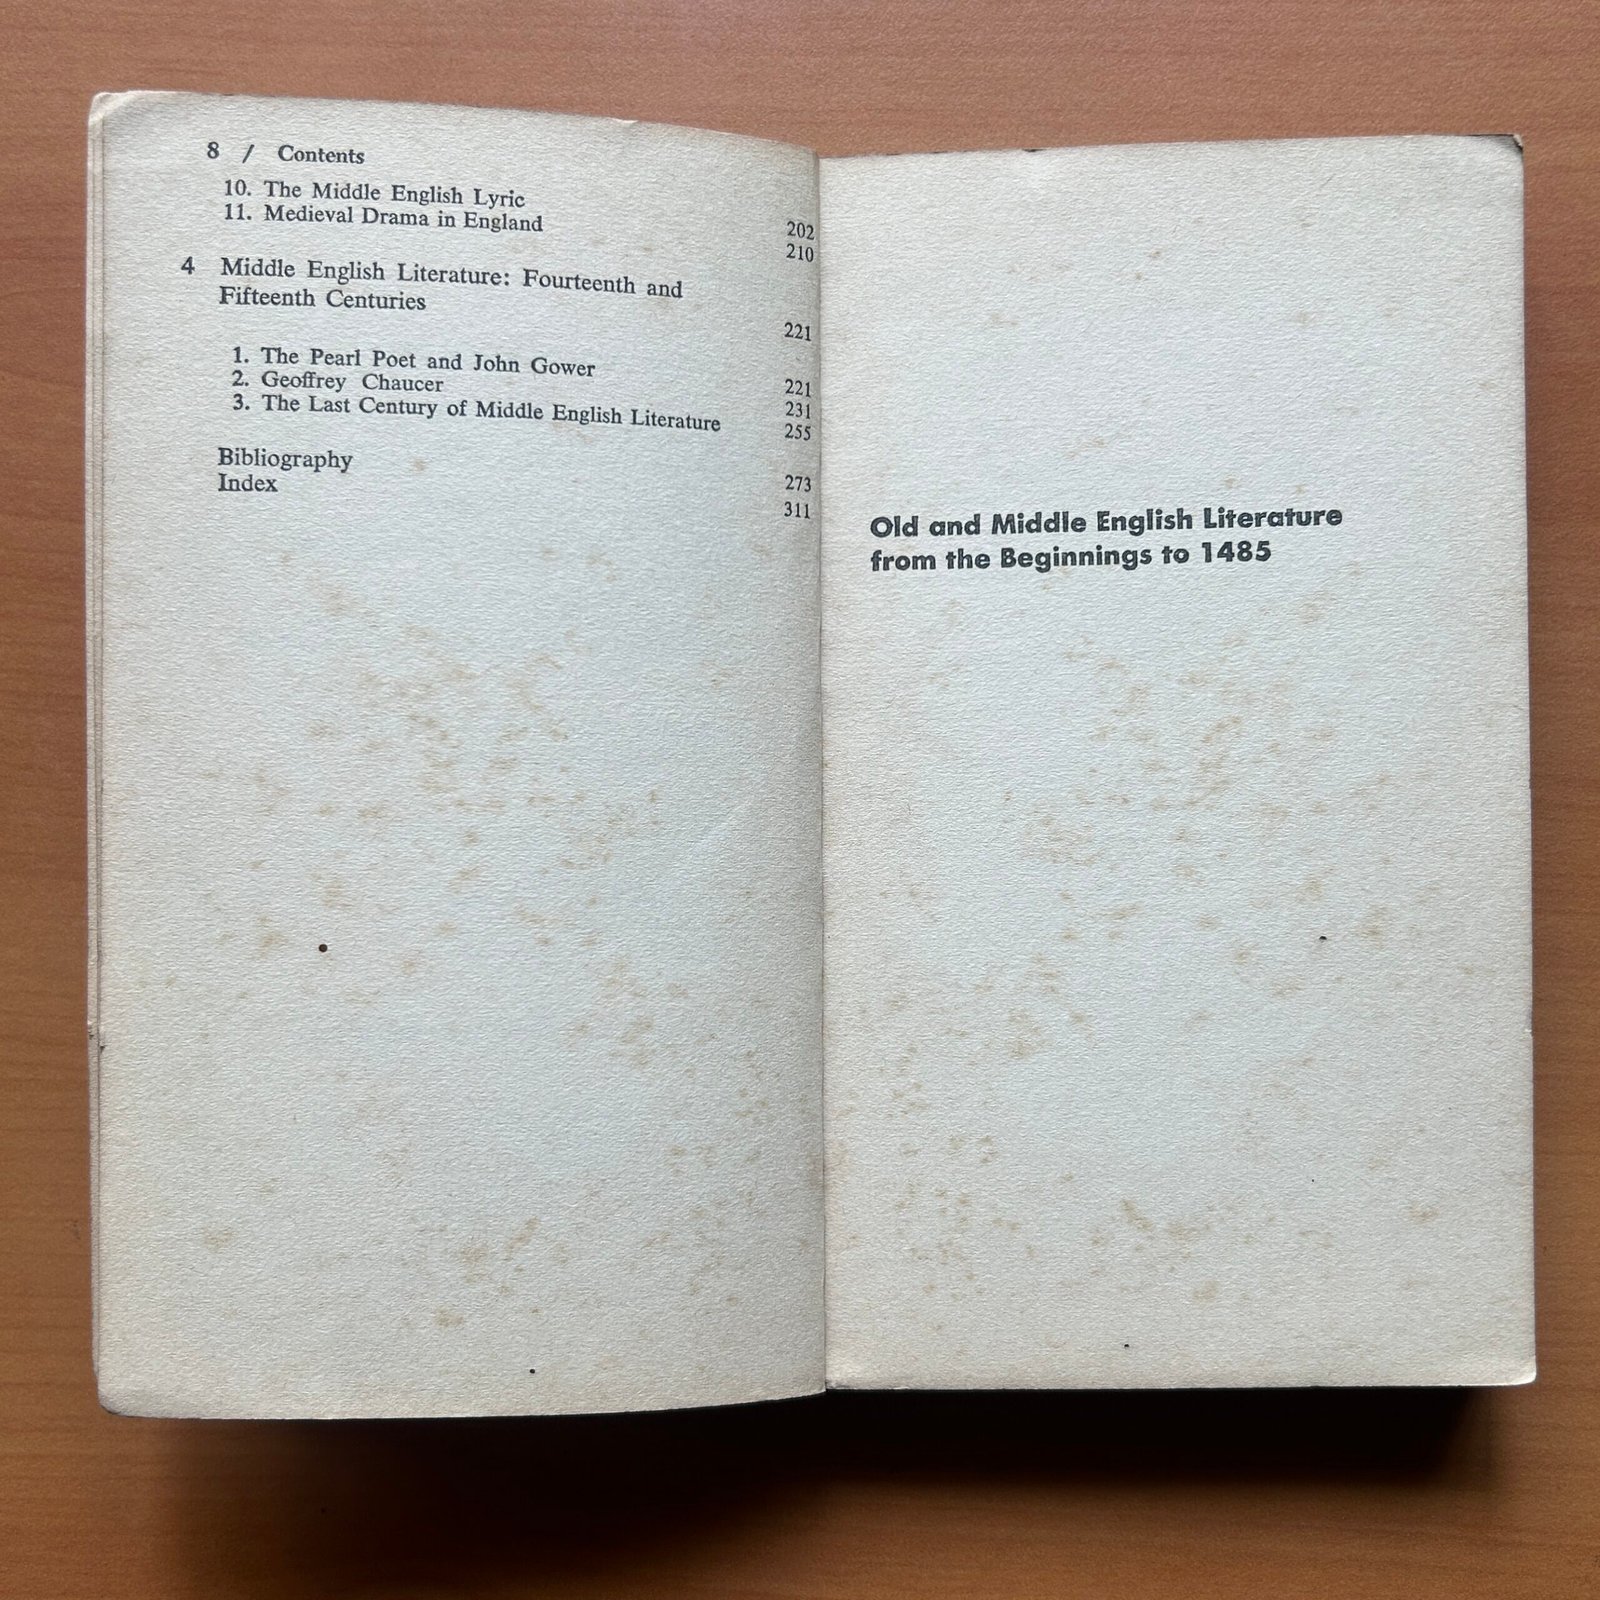 8 / Contents
10. The Middle English Lyric 202
11. Medieval Drama in England 210
4 Middle English Literature: Fourteenth and
Fifteenth Centuries 221
1. The Pearl Poet and John Gower 221
2. Geoffrey Chaucer 231
3. The Last Century of Middle English Literature 255
Bibliography 273
Index 311
Old and Middle English Literature
from the Beginnings to 1485